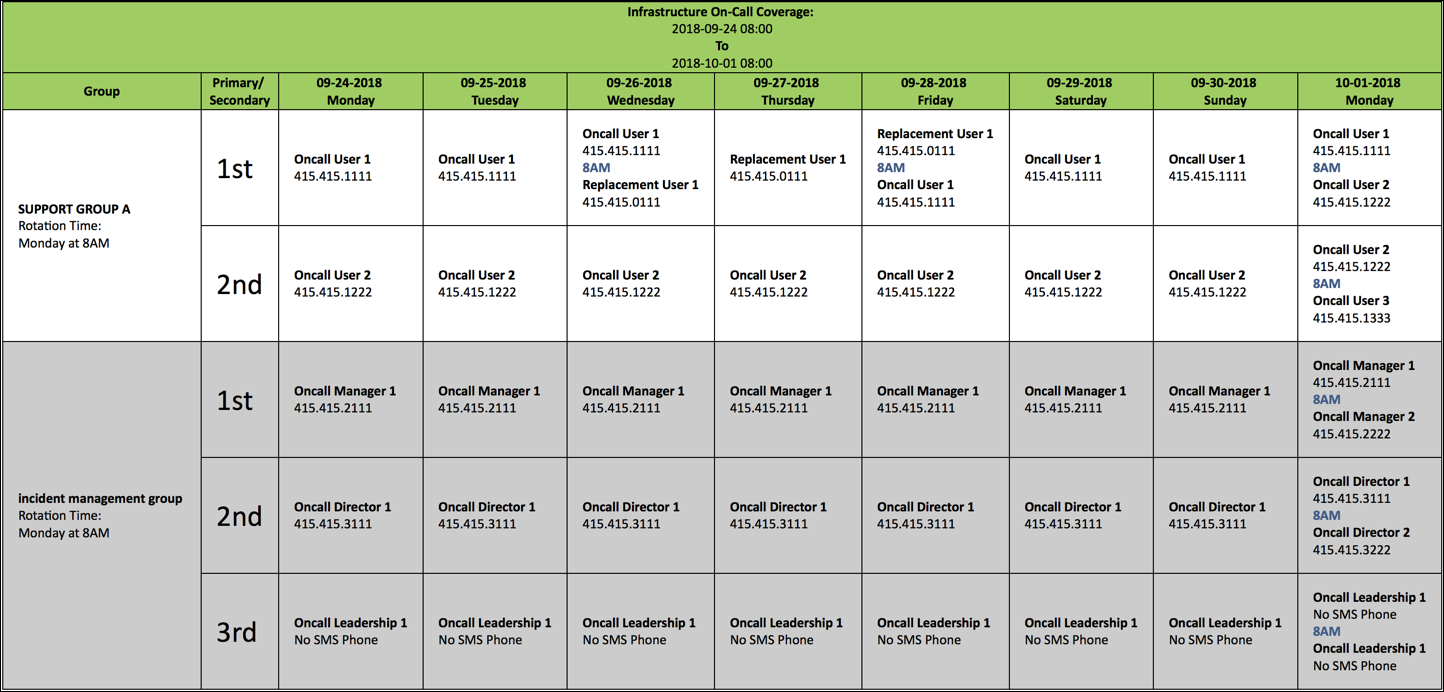 Infrastructure On-Call Coverage:
2018-09-24 08:00
To
2018-10-01 08:00
Group
Primary/
Secondary
09-24-2018
Monday
09-25-2018
Tuesday
09-26-2018
Wednesday
09-27-2018
Thursday
09-28-2018
Friday
09-29-2018
Saturday
09-30-2018
Sunday
10-01-2018
Monday
SUPPORT GROUP A
Rotation Time:
Monday at 8AM
1st
Oncall User 1
415.415.1111
Oncall User 1
415.415.1111
Oncall User 1
415.415.1111
8AM
Replacement User 1
415.415.0111
Replacement User 1
415.415.0111
Replacement User 1
415.415.0111
8AM
Oncall User 1
415.415.1111
Oncall User 1
415.415.1111
Oncall User 1
415.415.1111
Oncall User 1
415.415.1111
8AM
Oncall User 2
415.415.1222
2nd
Oncall User 2
415.415.1222
Oncall User 2
415.415.1222
Oncall User 2
415.415.1222
Oncall User 2
415.415.1222
Oncall User 2
415.415.1222
Oncall User 2
415.415.1222
Oncall User 2
415.415.1222
Oncall User 2
415.415.1222
8AM
Oncall User 3
415.415.1333
incident management group
Rotation Time:
Monday at 8AM
1st
Oncall Manager 1
415.415.2111
Oncall Manager 1
415.415.2111
Oncall Manager 1
415.415.2111
Oncall Manager 1
415.415.2111
Oncall Manager 1
415.415.2111
Oncall Manager 1
415.415.2111
Oncall Manager 1
415.415.2111
Oncall Manager 1
415.415.2111
8AM
Oncall Manager 2
415.415.2222
2nd
Oncall Director 1
415.415.3111
Oncall Director 1
415.415.3111
Oncall Director 1
415.415.3111
Oncall Director 1
415.415.3111
Oncall Director 1
415.415.3111
Oncall Director 1
415.415.3111
Oncall Director 1
415.415.3111
Oncall Director 1
415.415.3111
8AM
Oncall Director 2
415.415.3222
3rd
Oncall Leadership 1
No SMS Phone
Oncall Leadership 1
No SMS Phone
Oncall Leadership 1
No SMS Phone
Oncall Leadership 1
No SMS Phone
Oncall Leadership 1
No SMS Phone
Oncall Leadership 1
No SMS Phone
Oncall Leadership 1
No SMS Phone
Oncall Leadership 1
No SMS Phone
8AM
Oncall Leadership 1
No SMS Phone